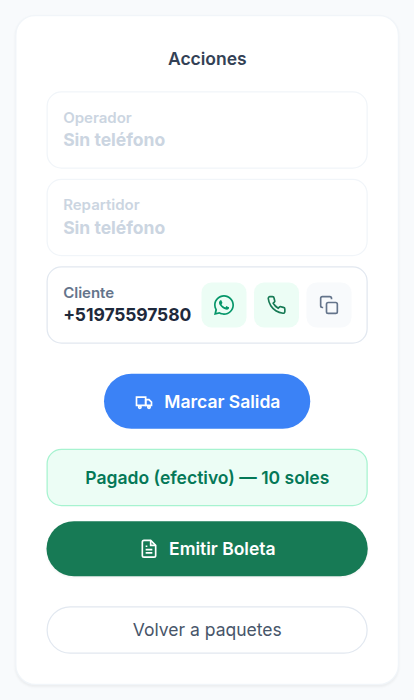 Acciones
Operador
Sin teléfono
Repartidor
Sin teléfono
Cliente
+51975597580
Marcar Salida
Pagado (efectivo) — 10 soles
Emitir Boleta
Volver a paquetes